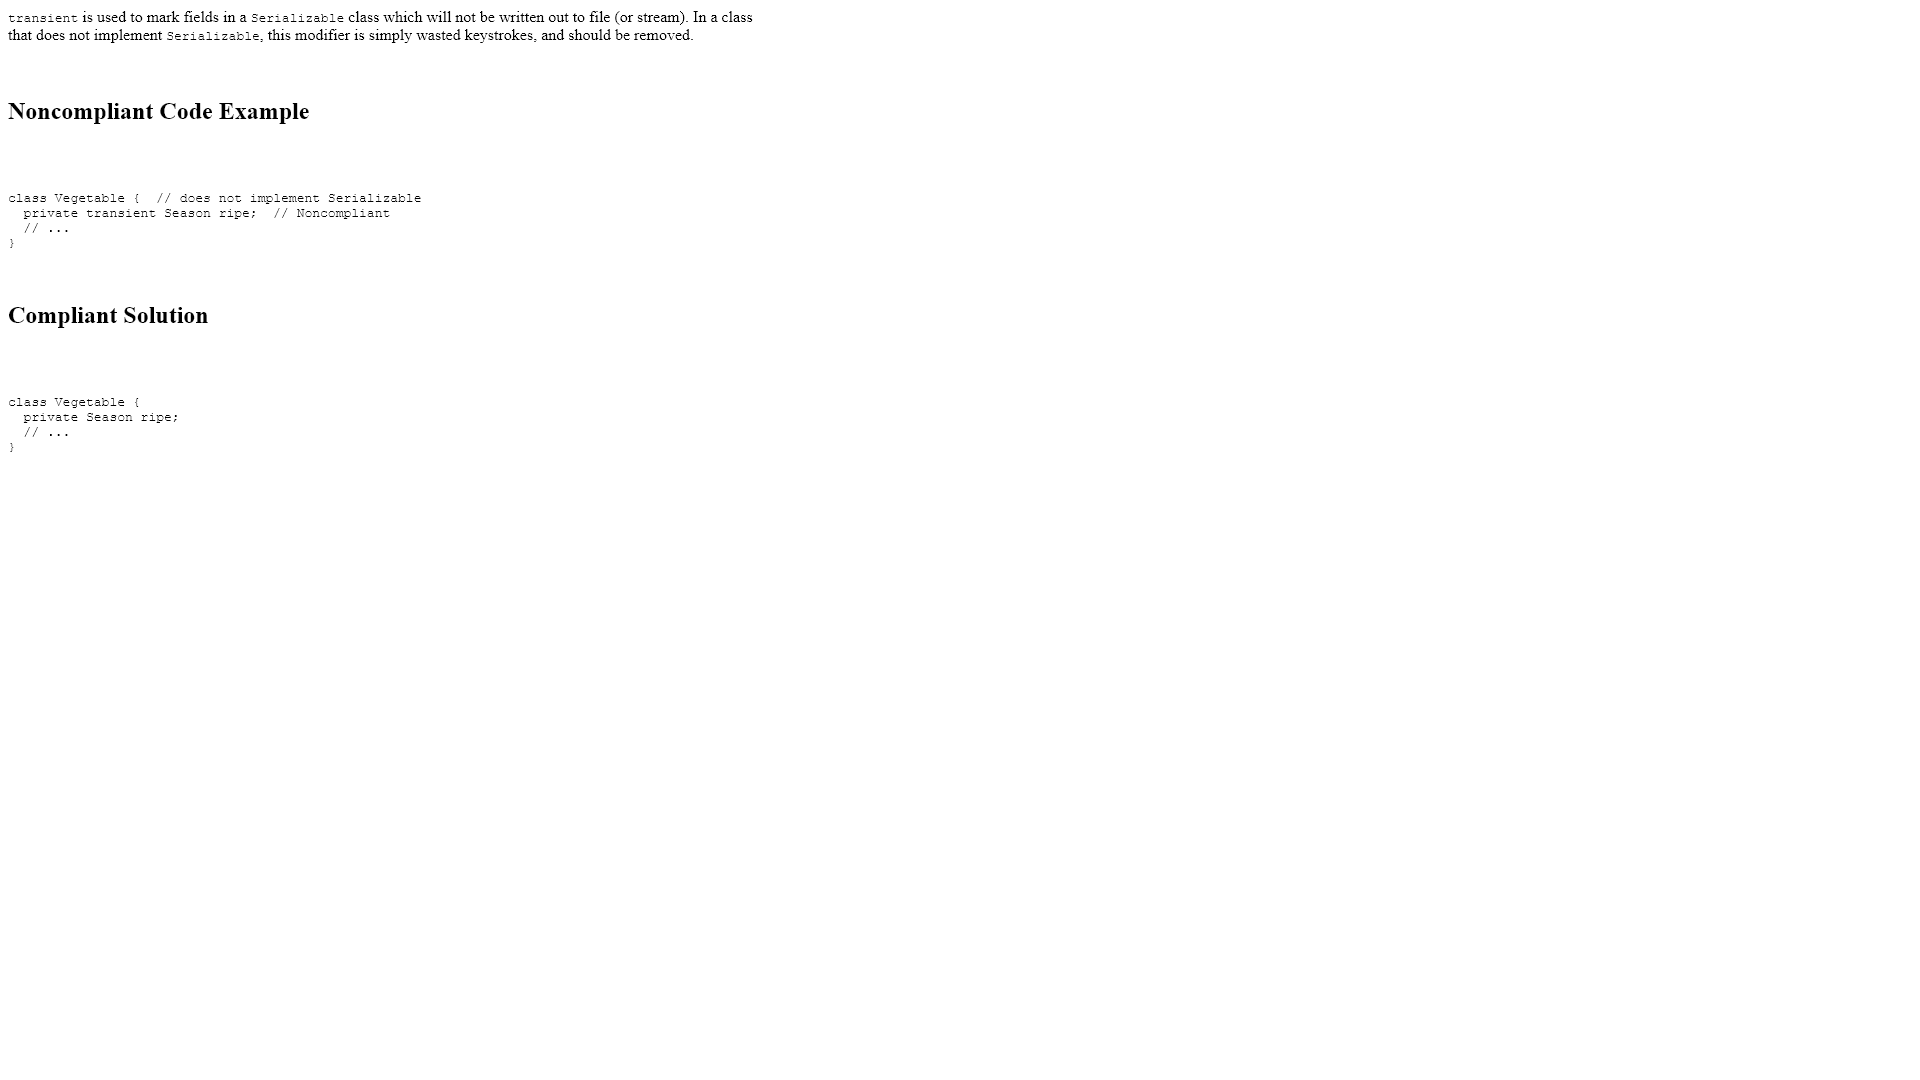 transient is used to mark fields in a Serializable class which will not be written out to file (or stream). In a class
that does not implement Serializable, this modifier is simply wasted keystrokes, and should be removed.
Noncompliant Code Example
class Vegetable {  // does not implement Serializable
  private transient Season ripe;  // Noncompliant
  // ...
}
Compliant Solution
class Vegetable {
  private Season ripe;
  // ...
}